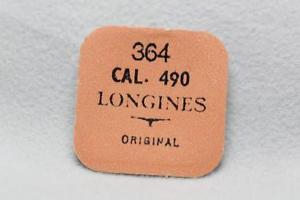 364
CAL. 490
LONGINES
ORIGINAL